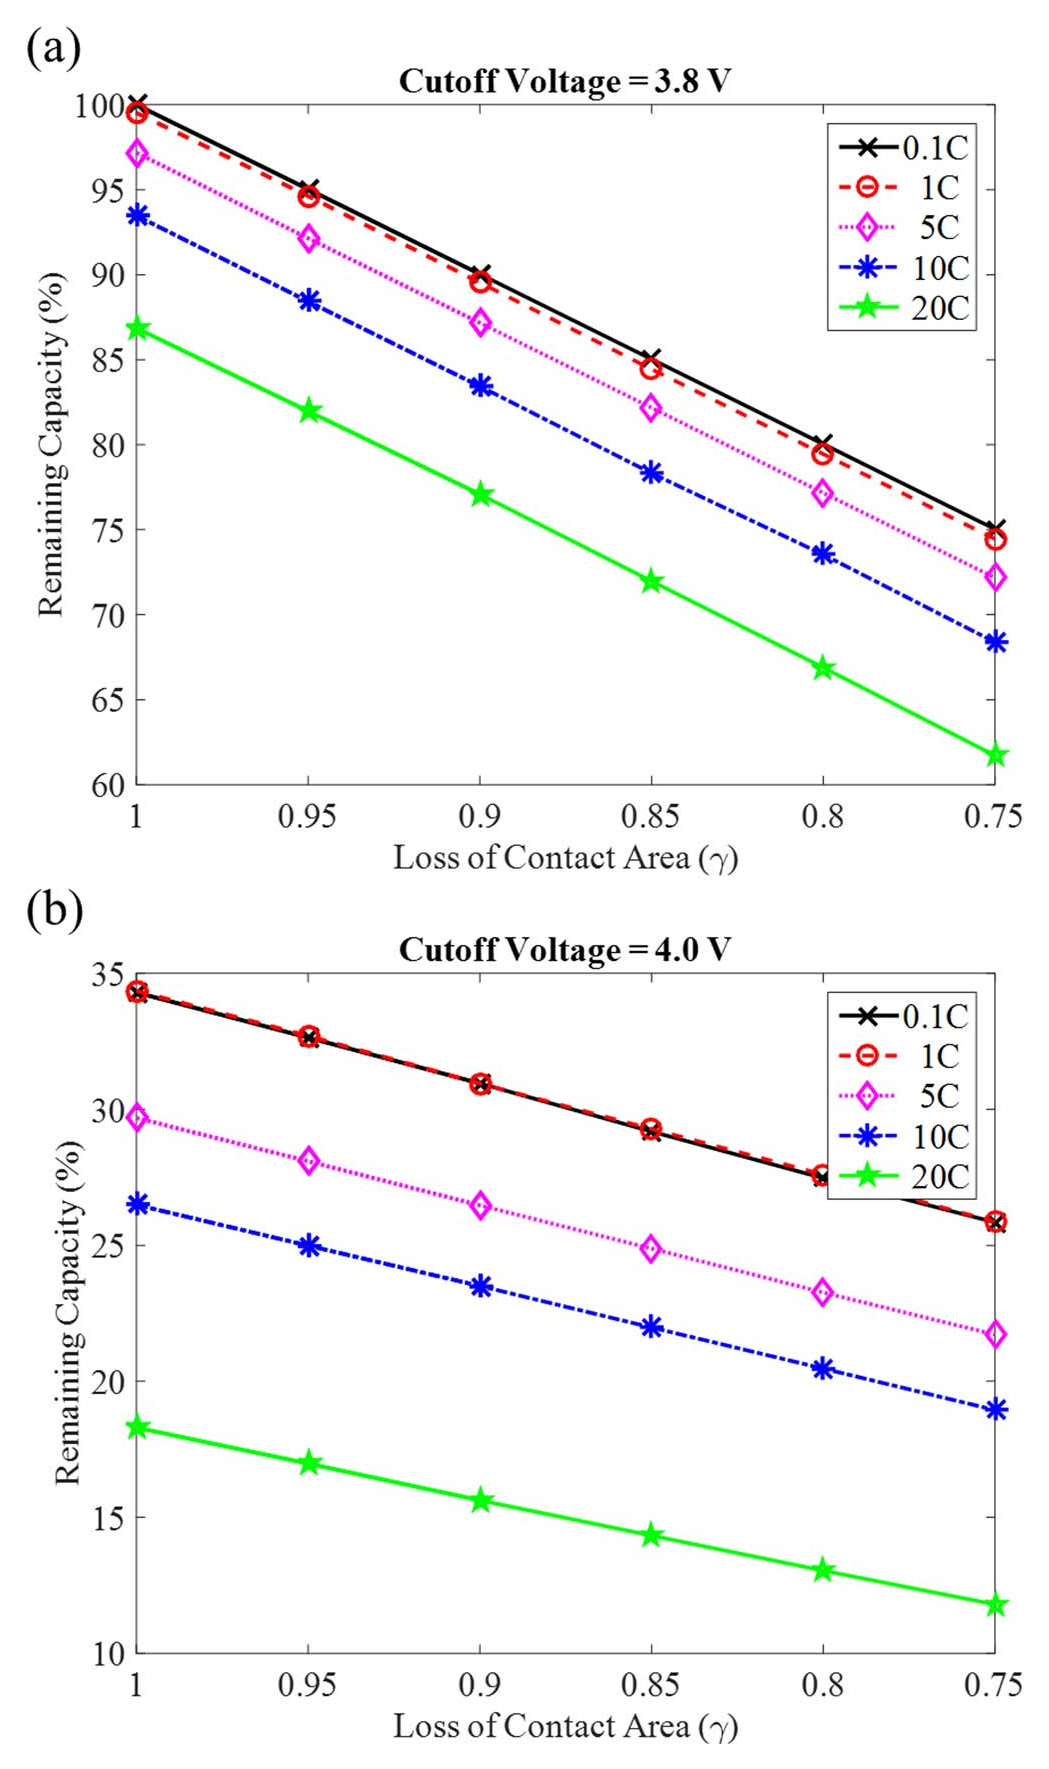 (a)
Cutoff Voltage = 3.8 V
100
95
90
85
80
75
70
65
60
Remaining Capacity (%)
0.1C
1C
5C
10C
20C
1 0.95 0.9 0.85 0.8 0.75
Loss of Contact Area (γ)
(b)
Cutoff Voltage = 4.0 V
35
30
25
20
15
10
Remaining Capacity (%)
0.1C
1C
5C
10C
20C
1 0.95 0.9 0.85 0.8 0.75
Loss of Contact Area (γ)